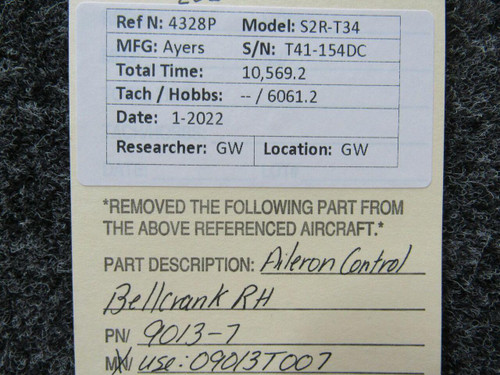 Ref N: 4328P Model: S2R-T34
MFG: Ayers S/N: T41-154DC
Total Time: 10,569.2
Tach / Hobbs: -- / 6061.2
Date: 1-2022
Researcher: GW Location: GW
*REMOVED THE FOLLOWING PART FROM
THE ABOVE REFERENCED AIRCRAFT.*
PART DESCRIPTION: Aileron Control
Bellcrank RH
PN/ 9013-7
use: 09013T007